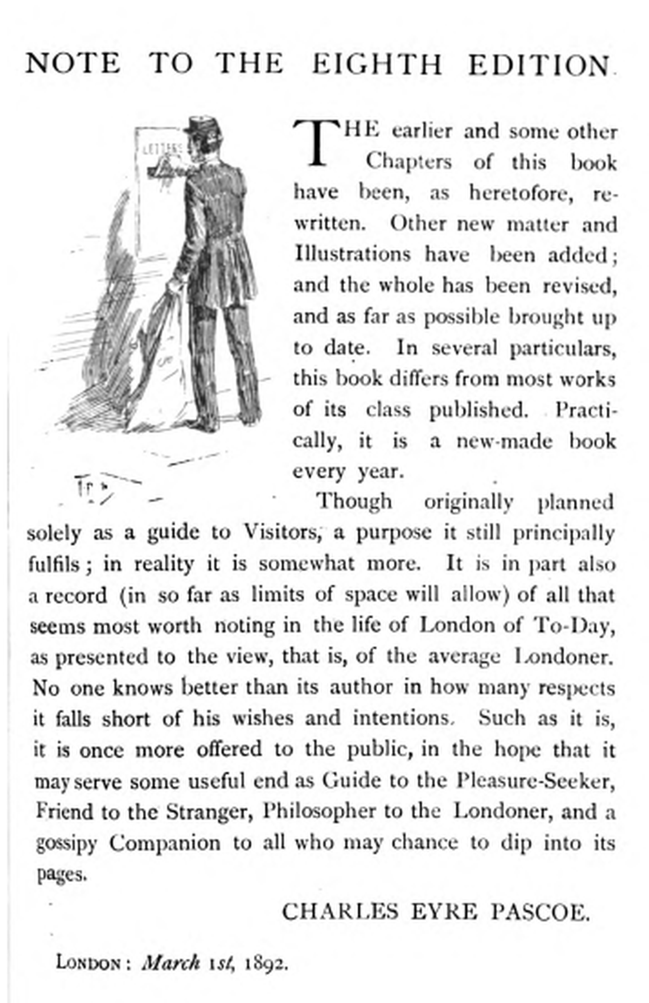 NOTE TO THE EIGHTH EDITION.
LETTERS
THE earlier and some other
Chapters of this book
have been, as heretofore, re-
written. Other new matter and
Illustrations have been added;
and the whole has been revised,
and as far as possible brought up
to date. In several particulars,
this book differs from most works
of its class published. Practi-
cally, it is a new-made book
every year.
Though originally planned
solely as a guide to Visitors, a purpose it still principally
fulfils; in reality it is somewhat more. It is in part also
a record (in so far as limits of space will allow) of all that
seems most worth noting in the life of London of To-Day,
as presented to the view, that is, of the average Londoner.
No one knows better than its author in how many respects
it falls short of his wishes and intentions. Such as it is,
it is once more offered to the public, in the hope that it
may serve some useful end as Guide to the Pleasure-Seeker,
Friend to the Stranger, Philosopher to the Londoner, and a
gossipy Companion to all who may chance to dip into its
pages.
CHARLES EYRE PASCOE.
LONDON: March 1st, 1892.